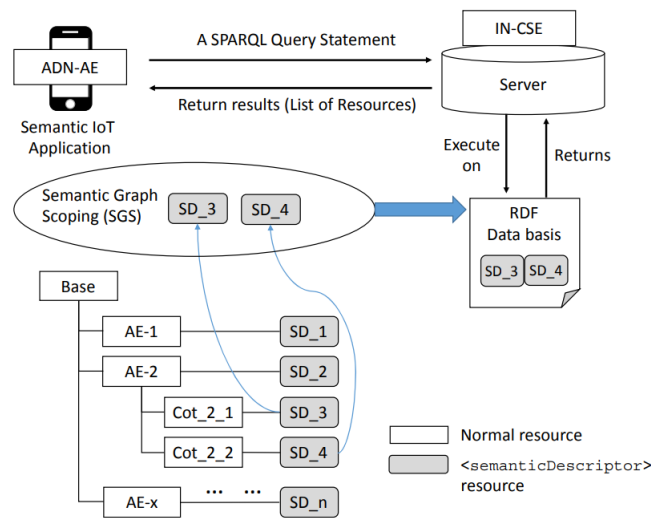 IN-CSE
A SPARQL Query Statement
ADN-AE
Server
Return results (List of Resources)
Semantic IoT
Application
Execute
on
Returns
Semantic Graph
Scoping (SGS)
SD_3
SD_4
RDF
Data basis
SD_3
SD_4
Base
AE-1
SD_1
AE-2
SD_2
Cot_2_1
SD_3
Cot_2_2
SD_4
AE-x
... ...
SD_n
Normal resource
<semanticDescriptor>
resource